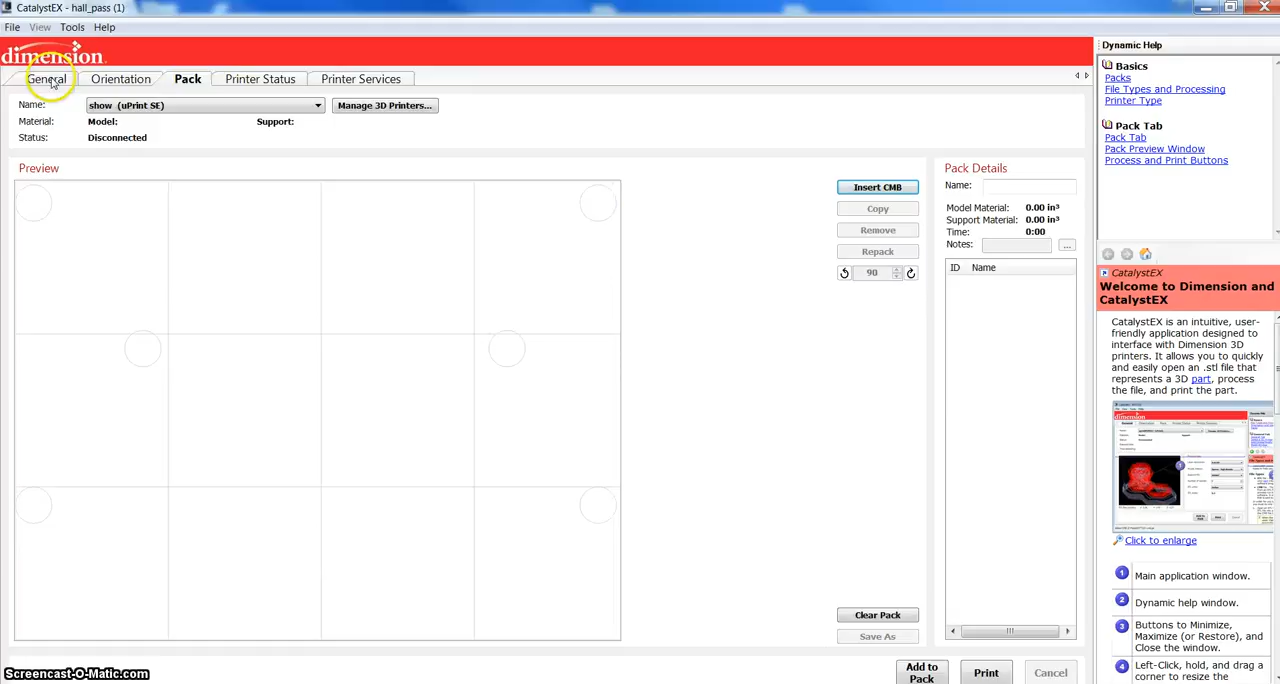 CatalystEX - hall_pass (1)
File View Tools Help
dimension
General Orientation Pack Printer Status Printer Services
Name: show (uPrint SE) Manage 3D Printers...
Material: Model: Support:
Status: Disconnected
Preview
Insert CMB
Copy
Remove
Repack
90
Clear Pack
Save As
Pack Details
Name:
Model Material: 0.00 in³
Support Material: 0.00 in³
Time: 0:00
Notes: ...
ID Name
Add to Pack Print Cancel
Dynamic Help
Basics
Packs
File Types and Processing
Printer Type
Pack Tab
Pack Tab
Pack Preview Window
Process and Print Buttons
CatalystEX
Welcome to Dimension and
CatalystEX
CatalystEX is an intuitive, user-
friendly application designed to
interface with Dimension 3D
printers. It allows you to quickly
and easily open an .stl file that
represents a 3D part, process
the file, and print the part.
Click to enlarge
1 Main application window.
2 Dynamic help window.
3 Buttons to Minimize,
Maximize (or Restore), and
Close the window.
4 Left-Click, hold, and drag a
corner to resize the
Screencast-O-Matic.com